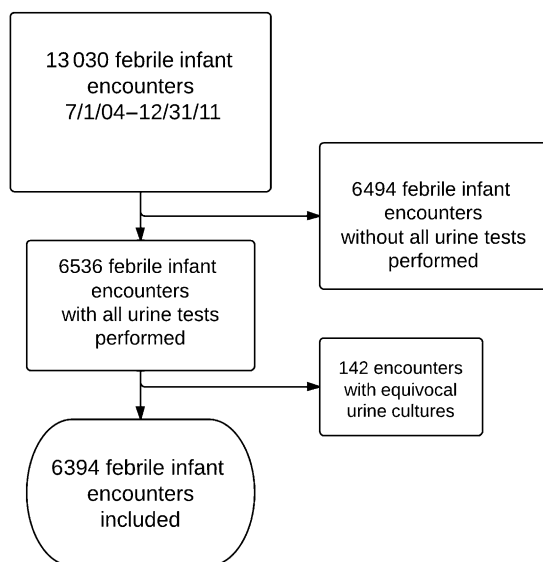 13 030 febrile infant
encounters
7/1/04–12/31/11
6494 febrile infant
encounters
without all urine tests
performed
6536 febrile infant
encounters
with all urine tests
performed
142 encounters
with equivocal
urine cultures
6394 febrile infant
encounters
included